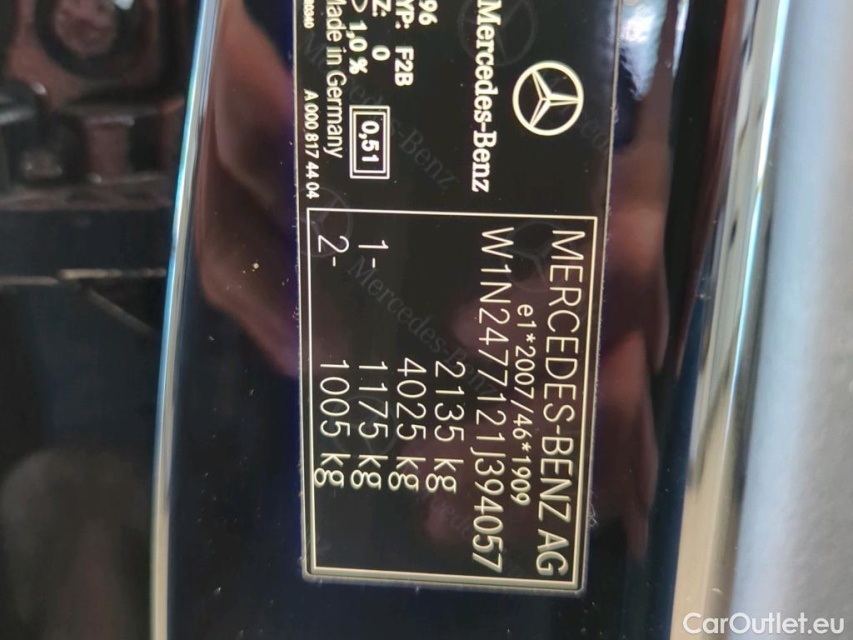 Mercedes-Benz
96
YP: F2B
Z: 0
1,0 %
0,51
Made in Germany
A 000 817 44 04
MERCEDES-BENZ AG
e1*2007/46*1909
W1N2477121J394057
2135 kg
4025 kg
1- 1175 kg
2- 1005 kg
CarOutlet.eu